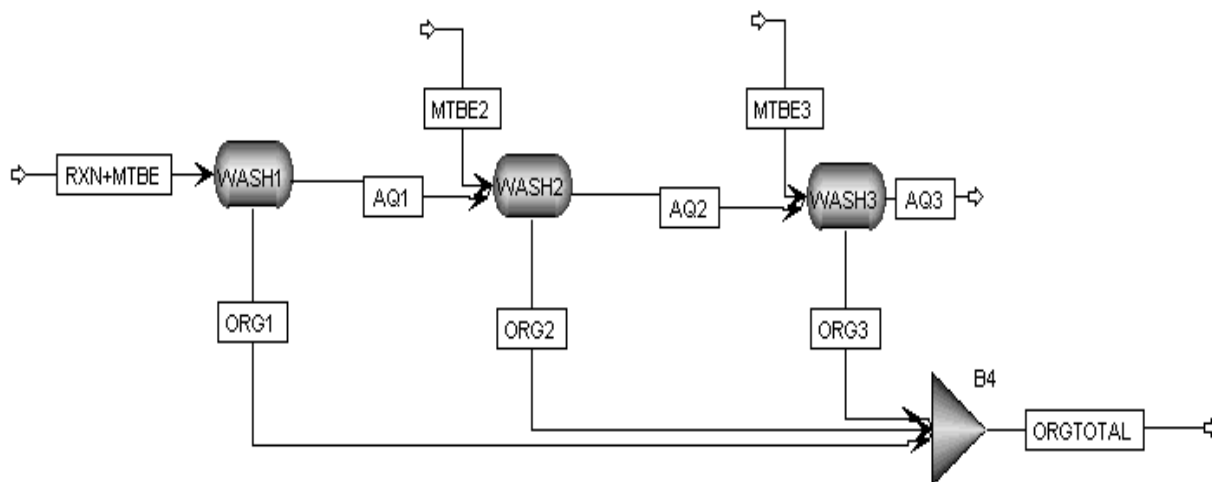 MTBE2
MTBE3
RXN+MTBE
WASH1
AQ1
WASH2
AQ2
WASH3
AQ3
ORG1
ORG2
ORG3
B4
ORGTOTAL